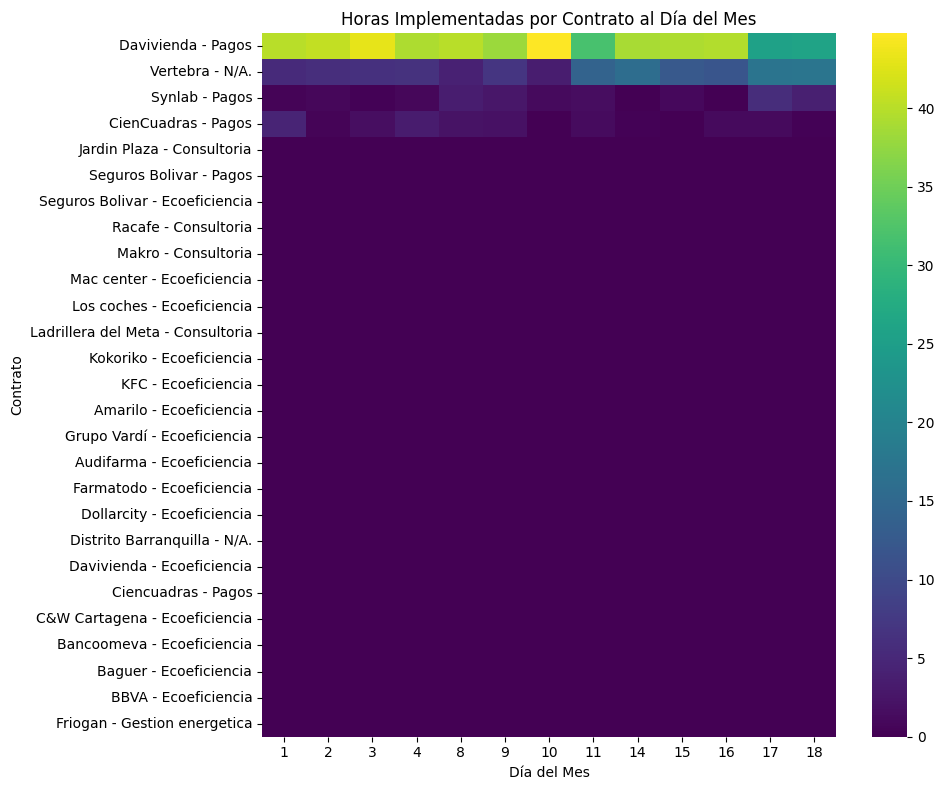 Horas Implementadas por Contrato al Día del Mes
Contrato
Davivienda - Pagos
Vertebra - N/A.
Synlab - Pagos
CienCuadras - Pagos
Jardin Plaza - Consultoria
Seguros Bolivar - Pagos
Seguros Bolivar - Ecoeficiencia
Racafe - Consultoria
Makro - Consultoria
Mac center - Ecoeficiencia
Los coches - Ecoeficiencia
Ladrillera del Meta - Consultoria
Kokoriko - Ecoeficiencia
KFC - Ecoeficiencia
Amarilo - Ecoeficiencia
Grupo Vardí - Ecoeficiencia
Audifarma - Ecoeficiencia
Farmatodo - Ecoeficiencia
Dollarcity - Ecoeficiencia
Distrito Barranquilla - N/A.
Davivienda - Ecoeficiencia
Ciencuadras - Pagos
C&W Cartagena - Ecoeficiencia
Bancoomeva - Ecoeficiencia
Baguer - Ecoeficiencia
BBVA - Ecoeficiencia
Friogan - Gestion energetica
1 2 3 4 8 9 10 11 14 15 16 17 18
Día del Mes
40
35
30
25
20
15
10
5
0